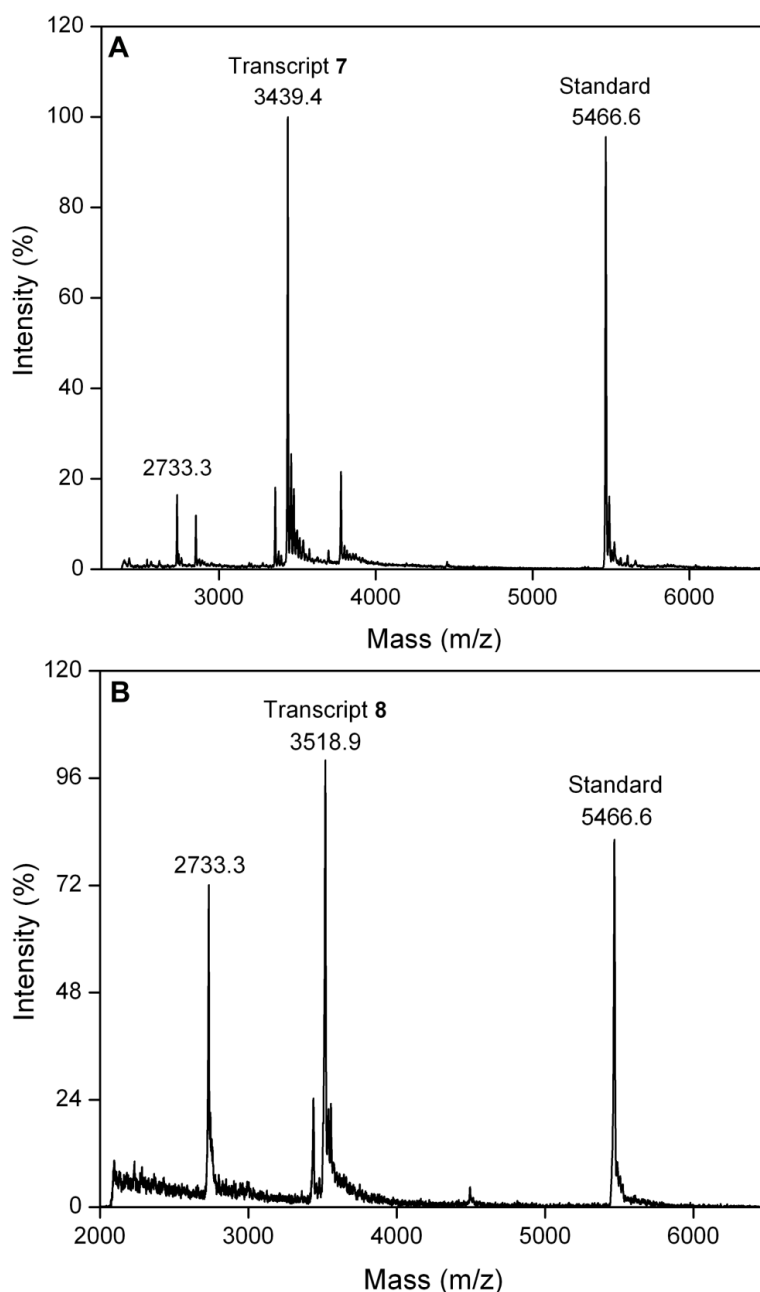 A
120
100
80
60
40
20
0
Intensity (%)
Transcript 7
3439.4
Standard
5466.6
2733.3
3000
4000
5000
6000
Mass (m/z)
B
120
96
72
48
24
0
Intensity (%)
Transcript 8
3518.9
Standard
5466.6
2733.3
2000
3000
4000
5000
6000
Mass (m/z)